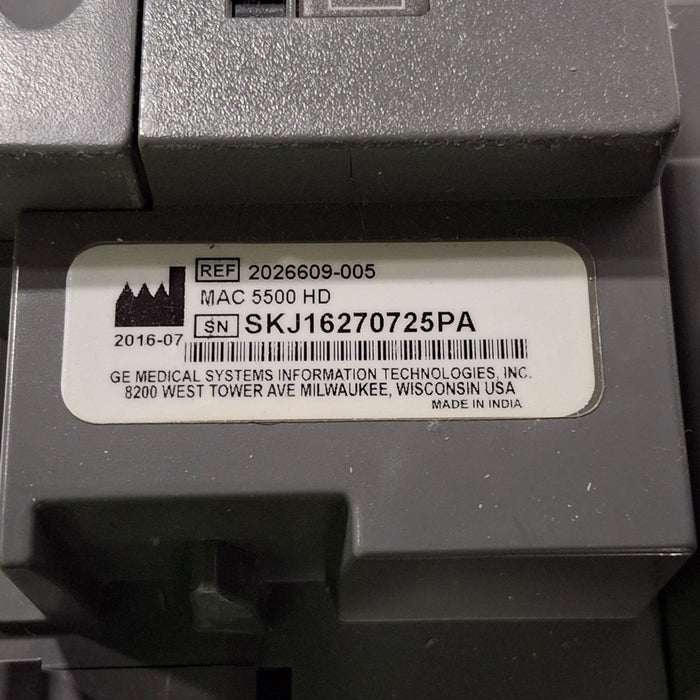 REF 2026609-005
MAC 5500 HD
SN SKJ16270725PA
2016-07
GE MEDICAL SYSTEMS INFORMATION TECHNOLOGIES, INC.
8200 WEST TOWER AVE MILWAUKEE, WISCONSIN USA
MADE IN INDIA